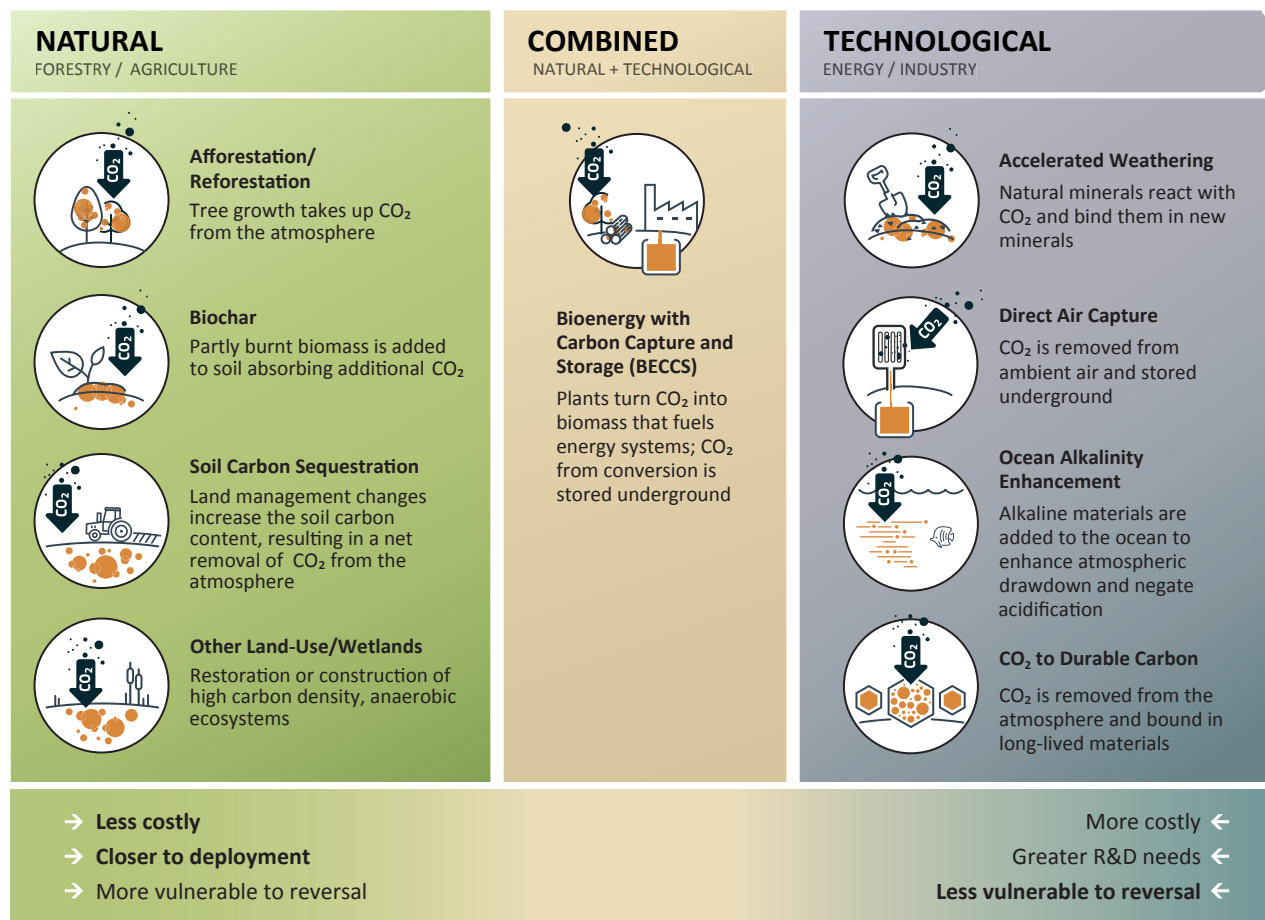 NATURAL
FORESTRY / AGRICULTURE
CO₂
Afforestation/
Reforestation
Tree growth takes up CO₂
from the atmosphere
CO₂
Biochar
Partly burnt biomass is added
to soil absorbing additional CO₂
CO₂
Soil Carbon Sequestration
Land management changes
increase the soil carbon
content, resulting in a net
removal of CO₂ from the
atmosphere
CO₂
Other Land-Use/Wetlands
Restoration or construction of
high carbon density, anaerobic
ecosystems
COMBINED
NATURAL + TECHNOLOGICAL
CO₂
Bioenergy with
Carbon Capture and
Storage (BECCS)
Plants turn CO₂ into
biomass that fuels
energy systems; CO₂
from conversion is
stored underground
TECHNOLOGICAL
ENERGY / INDUSTRY
CO₂
Accelerated Weathering
Natural minerals react with
CO₂ and bind them in new
minerals
CO₂
Direct Air Capture
CO₂ is removed from
ambient air and stored
underground
CO₂
Ocean Alkalinity
Enhancement
Alkaline materials are
added to the ocean to
enhance atmospheric
drawdown and negate
acidification
CO₂
CO₂ to Durable Carbon
CO₂ is removed from the
atmosphere and bound in
long-lived materials
→ Less costly
→ Closer to deployment
→ More vulnerable to reversal
More costly ←
Greater R&D needs ←
Less vulnerable to reversal ←